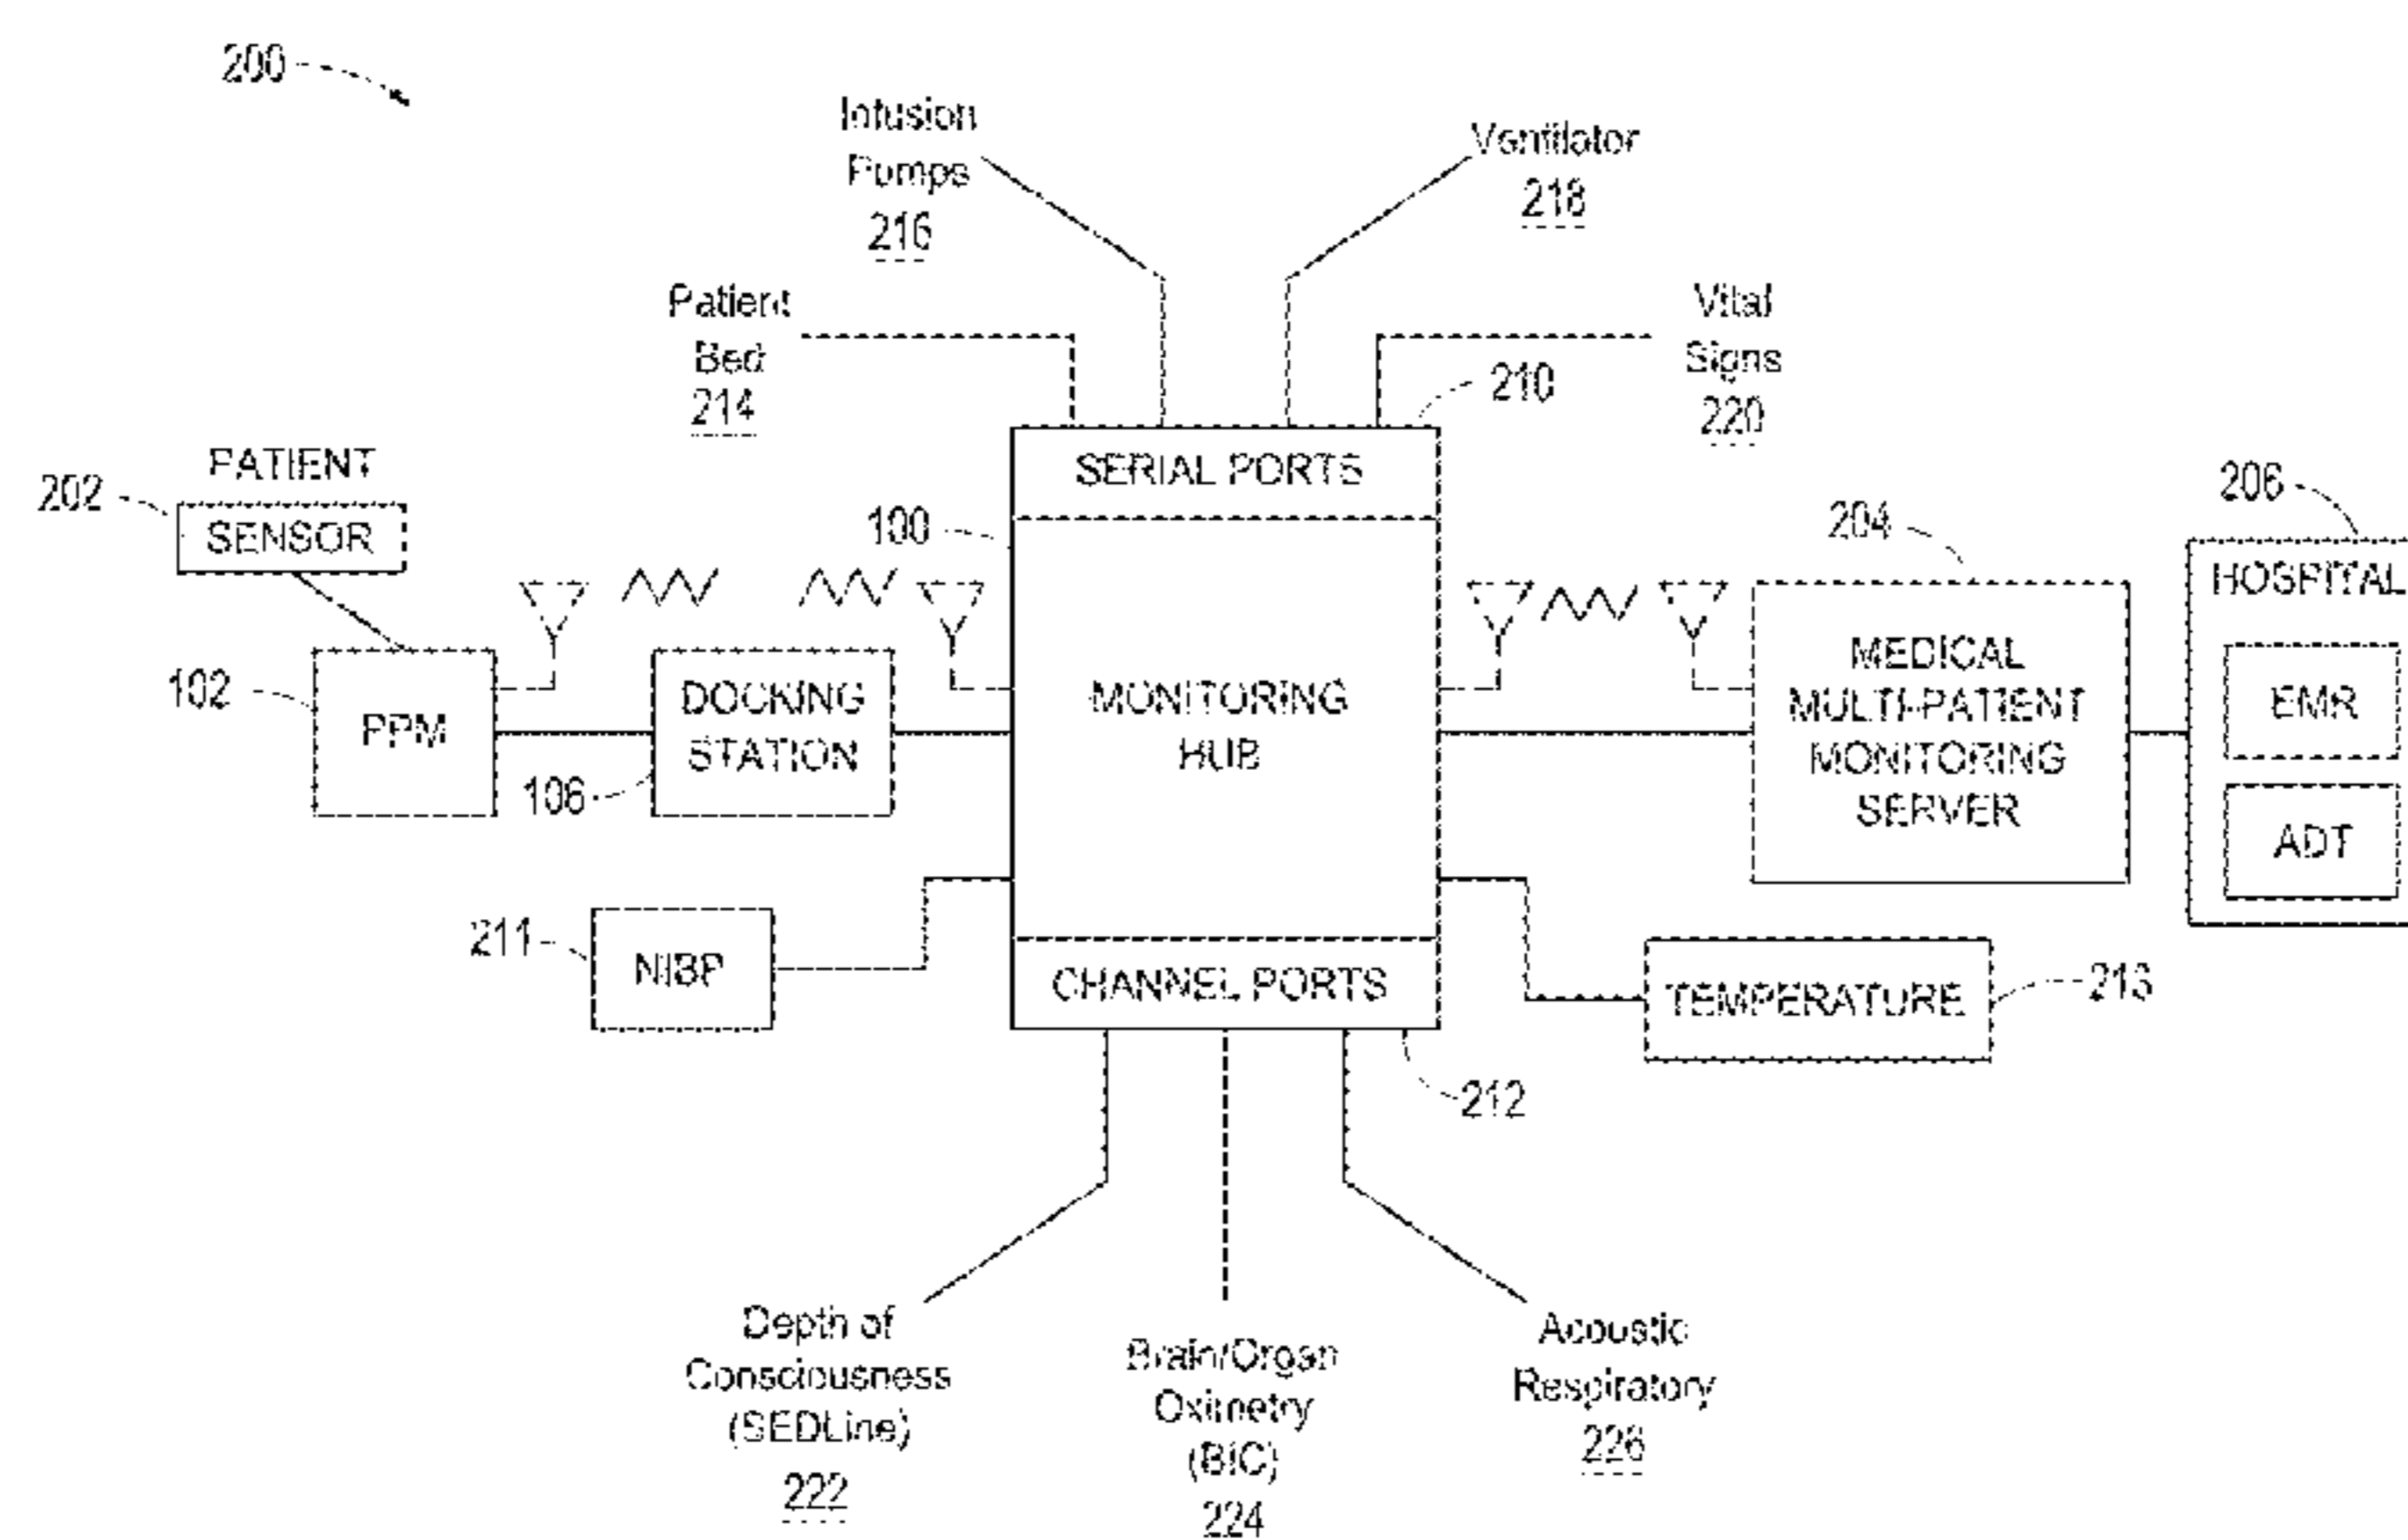 200
Infusion
Pumps
216
Ventilator
218
Patient
Bed
214
Vital
Signs
220
210
PATIENT
202
SENSOR
SERIAL PORTS
100
204
206
HOSPITAL
EMR
ADT
102
PPM
DOCKING
STATION
106
MONITORING
HUB
MEDICAL
MULTI-PATIENT
MONITORING
SERVER
211
NIBP
CHANNEL PORTS
TEMPERATURE
213
212
Depth of
Consciousness
(SEDLine)
222
Brain/Organ
Oximetry
(BIC)
224
Acoustic
Respiratory
226